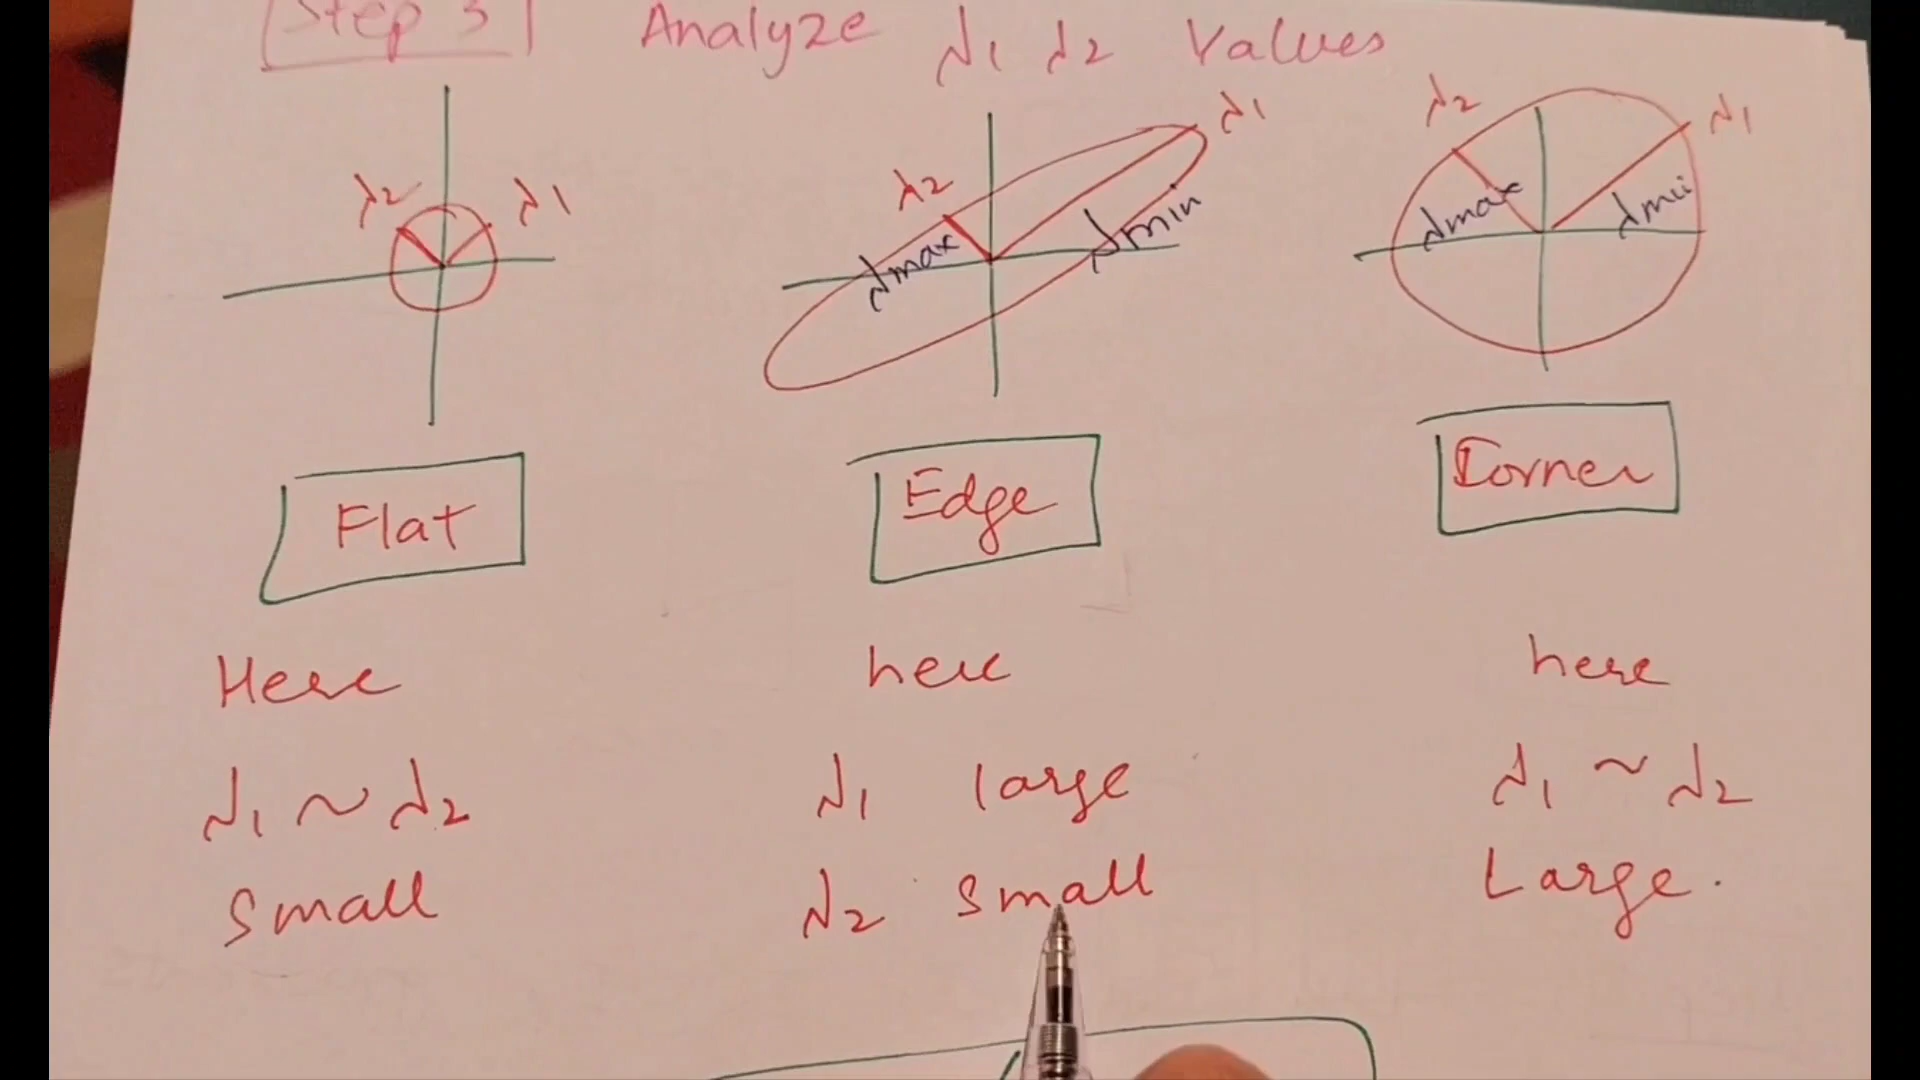 Step 3 Analyze λ1 λ2 Values
λ2 λ1
λ2 λ1 λmax λmin
λ2 λ1 λmax λmin
Flat Edge Corner
Here here here
λ1 ~ λ2 λ1 large λ1 ~ λ2
Small λ2 Small Large.